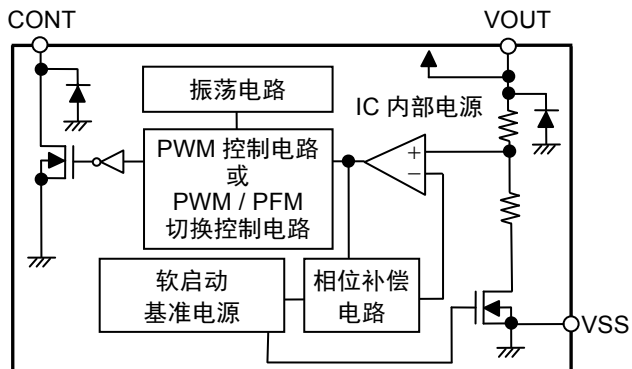 CONT
VOUT
振荡电路
IC 内部电源
PWM 控制电路
或
PWM / PFM
切换控制电路
+
−
软启动
基准电源
相位补偿
电路
VSS